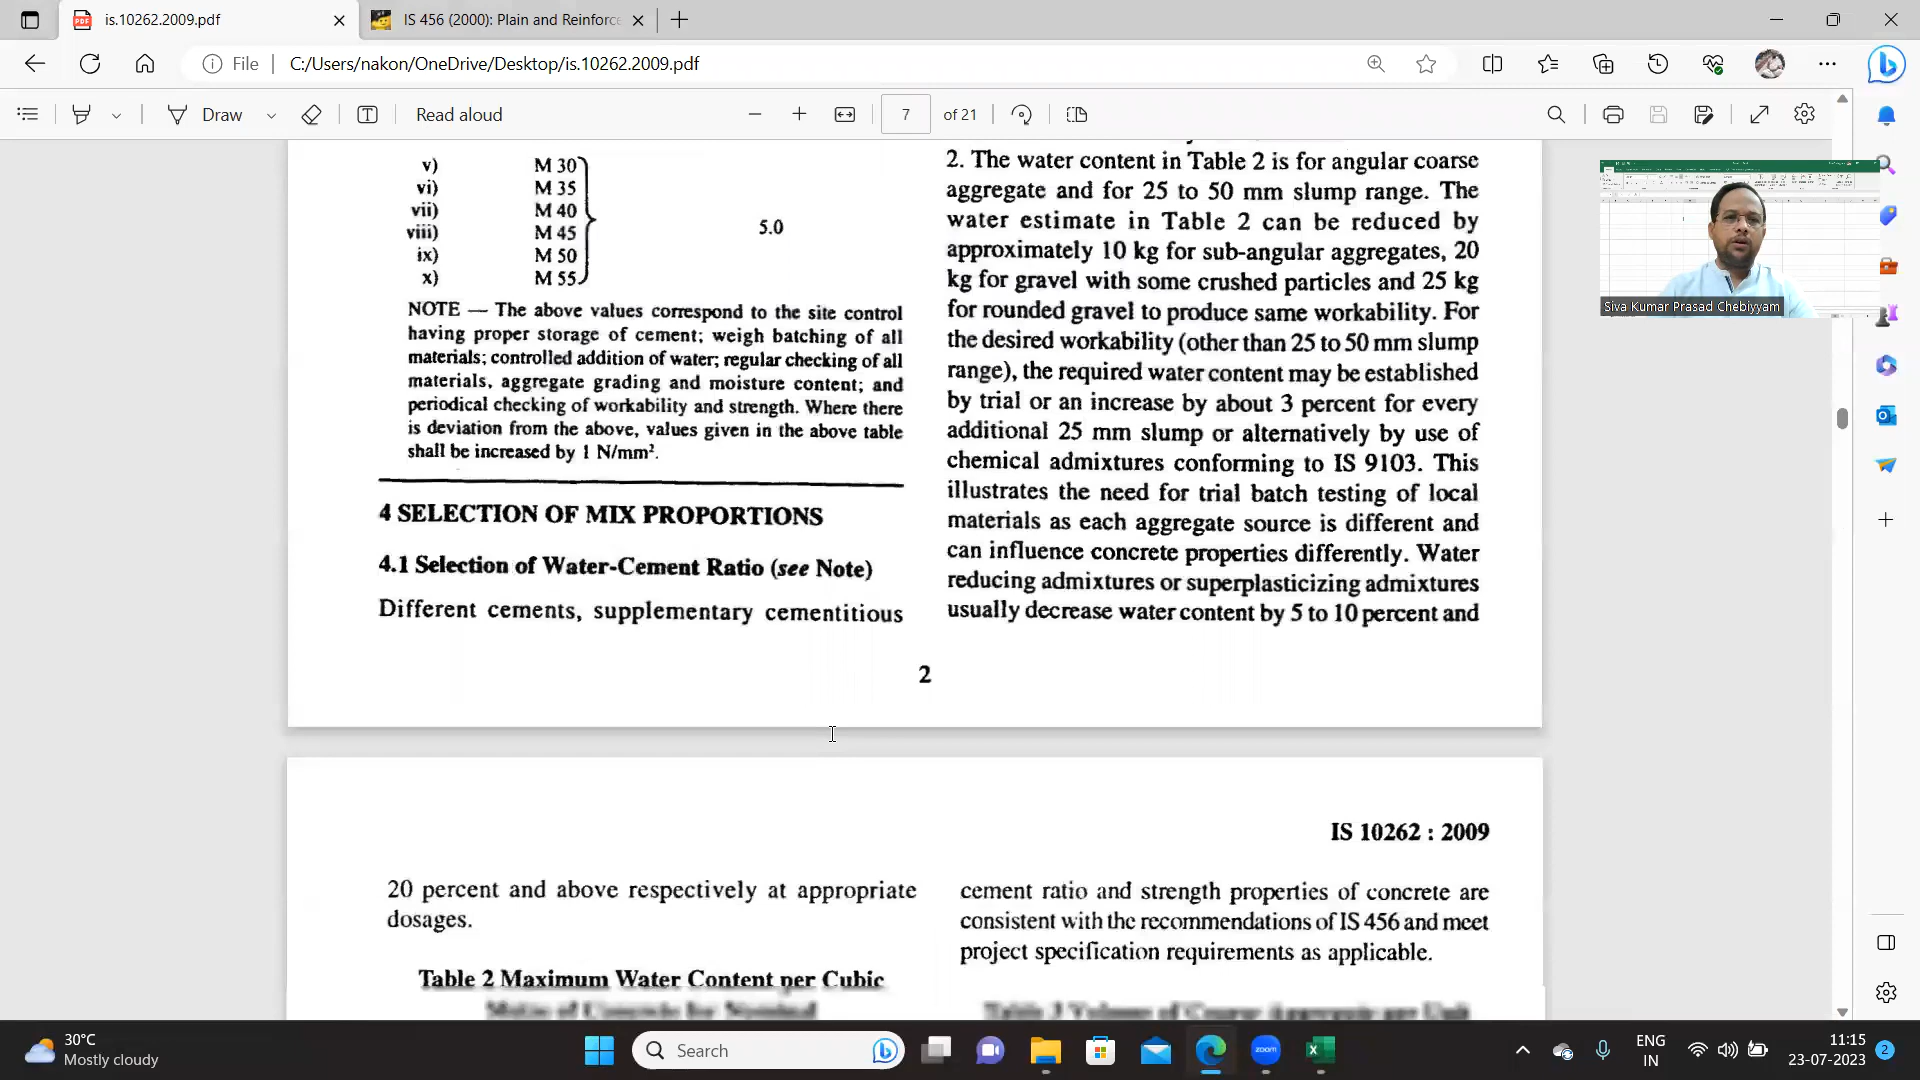 is.10262.2009.pdf
IS 456 (2000): Plain and Reinforce
File
C:/Users/nakon/OneDrive/Desktop/is.10262.2009.pdf
Draw
Read aloud
7
of 21
v) M 30
vi) M 35
vii) M 40
viii) M 45
ix) M 50
x) M 55
5.0
NOTE — The above values correspond to the site control
having proper storage of cement; weigh batching of all
materials; controlled addition of water; regular checking of all
materials, aggregate grading and moisture content; and
periodical checking of workability and strength. Where there
is deviation from the above, values given in the above table
shall be increased by 1 N/mm².
4 SELECTION OF MIX PROPORTIONS
4.1 Selection of Water-Cement Ratio (see Note)
Different cements, supplementary cementitious
2. The water content in Table 2 is for angular coarse
aggregate and for 25 to 50 mm slump range. The
water estimate in Table 2 can be reduced by
approximately 10 kg for sub-angular aggregates, 20
kg for gravel with some crushed particles and 25 kg
for rounded gravel to produce same workability. For
the desired workability (other than 25 to 50 mm slump
range), the required water content may be established
by trial or an increase by about 3 percent for every
additional 25 mm slump or alternatively by use of
chemical admixtures conforming to IS 9103. This
illustrates the need for trial batch testing of local
materials as each aggregate source is different and
can influence concrete properties differently. Water
reducing admixtures or superplasticizing admixtures
usually decrease water content by 5 to 10 percent and
2
IS 10262 : 2009
20 percent and above respectively at appropriate
dosages.
Table 2 Maximum Water Content per Cubic
Metre of Concrete for Nominal
cement ratio and strength properties of concrete are
consistent with the recommendations of IS 456 and meet
project specification requirements as applicable.
Table 3 Volume of Coarse Aggregate per Unit
Siva Kumar Prasad Chebiyyam
30°C
Mostly cloudy
Search
zoom
ENG
IN
11:15
23-07-2023
2